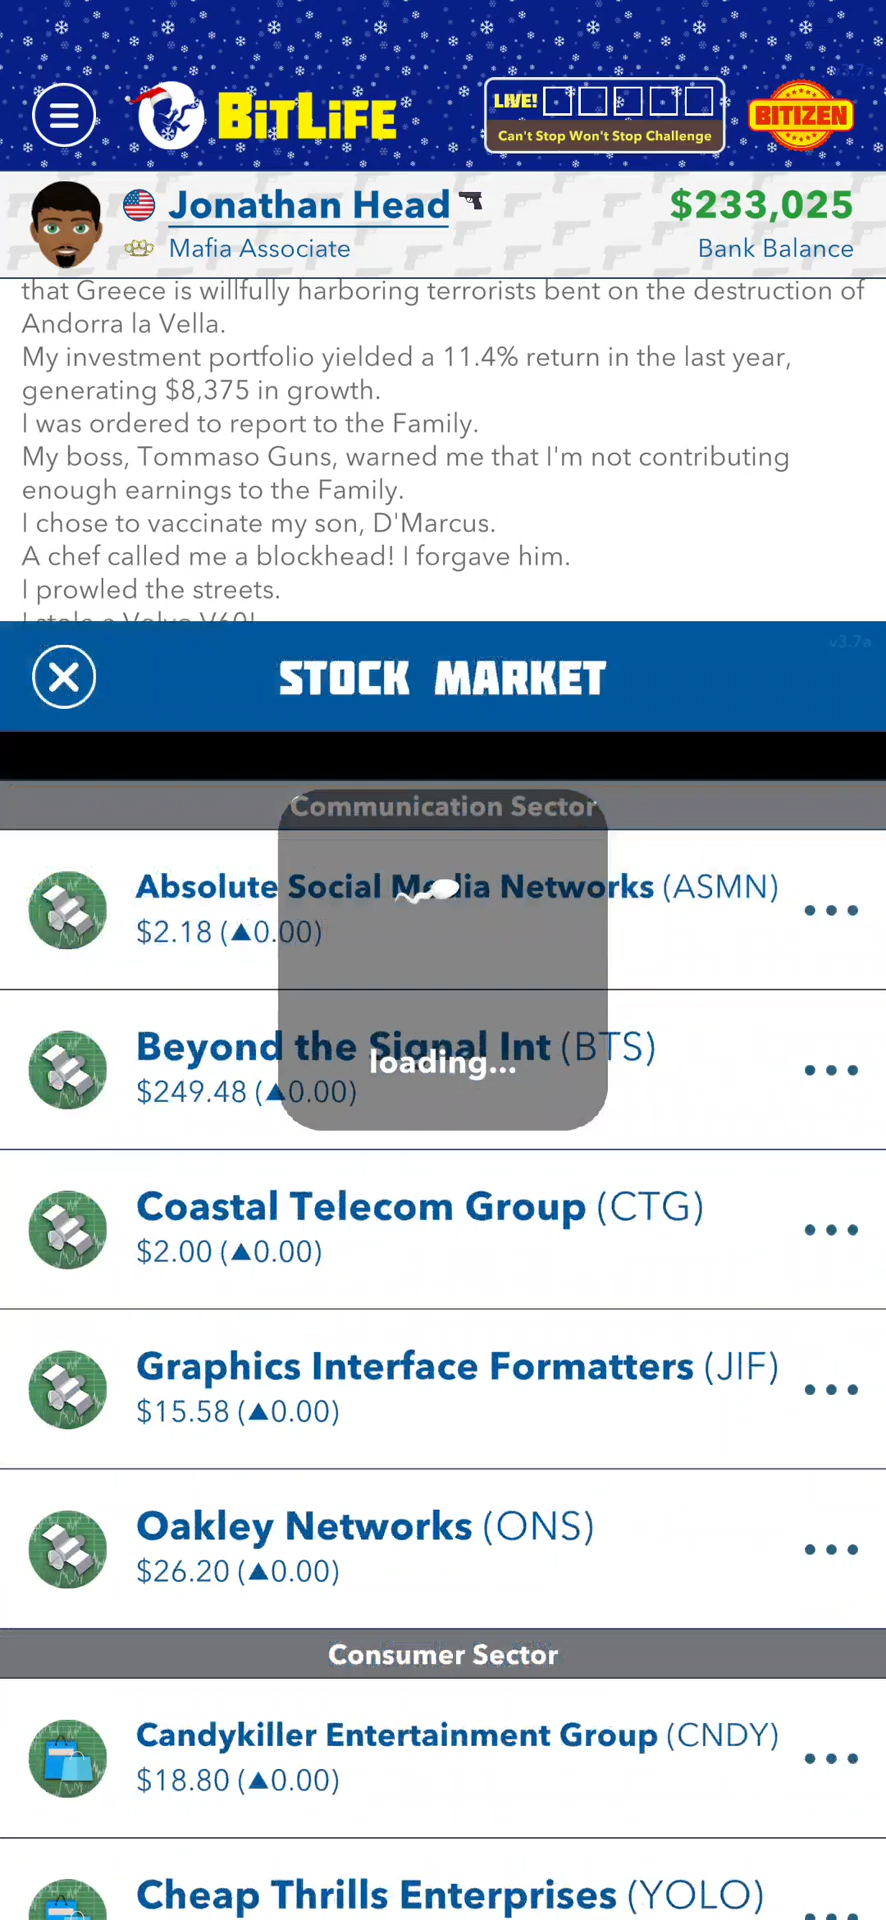 BITLIFE
LIVE!
Can't Stop Won't Stop Challenge
BITIZEN
Jonathan Head
$233,025
Mafia Associate
Bank Balance
that Greece is willfully harboring terrorists bent on the destruction of
Andorra la Vella.
My investment portfolio yielded a 11.4% return in the last year,
generating $8,375 in growth.
I was ordered to report to the Family.
My boss, Tommaso Guns, warned me that I'm not contributing
enough earnings to the Family.
I chose to vaccinate my son, D'Marcus.
A chef called me a blockhead! I forgave him.
I prowled the streets.
I stole a Volvo V60!
v3.7a
STOCK MARKET
Communication Sector
Absolute Social Media Networks (ASMN)
$2.18 (▲0.00)
Beyond the Signal Int (BTS)
loading...
$249.48 (▲0.00)
Coastal Telecom Group (CTG)
$2.00 (▲0.00)
Graphics Interface Formatters (JIF)
$15.58 (▲0.00)
Oakley Networks (ONS)
$26.20 (▲0.00)
Consumer Sector
Candykiller Entertainment Group (CNDY)
$18.80 (▲0.00)
Cheap Thrills Enterprises (YOLO)